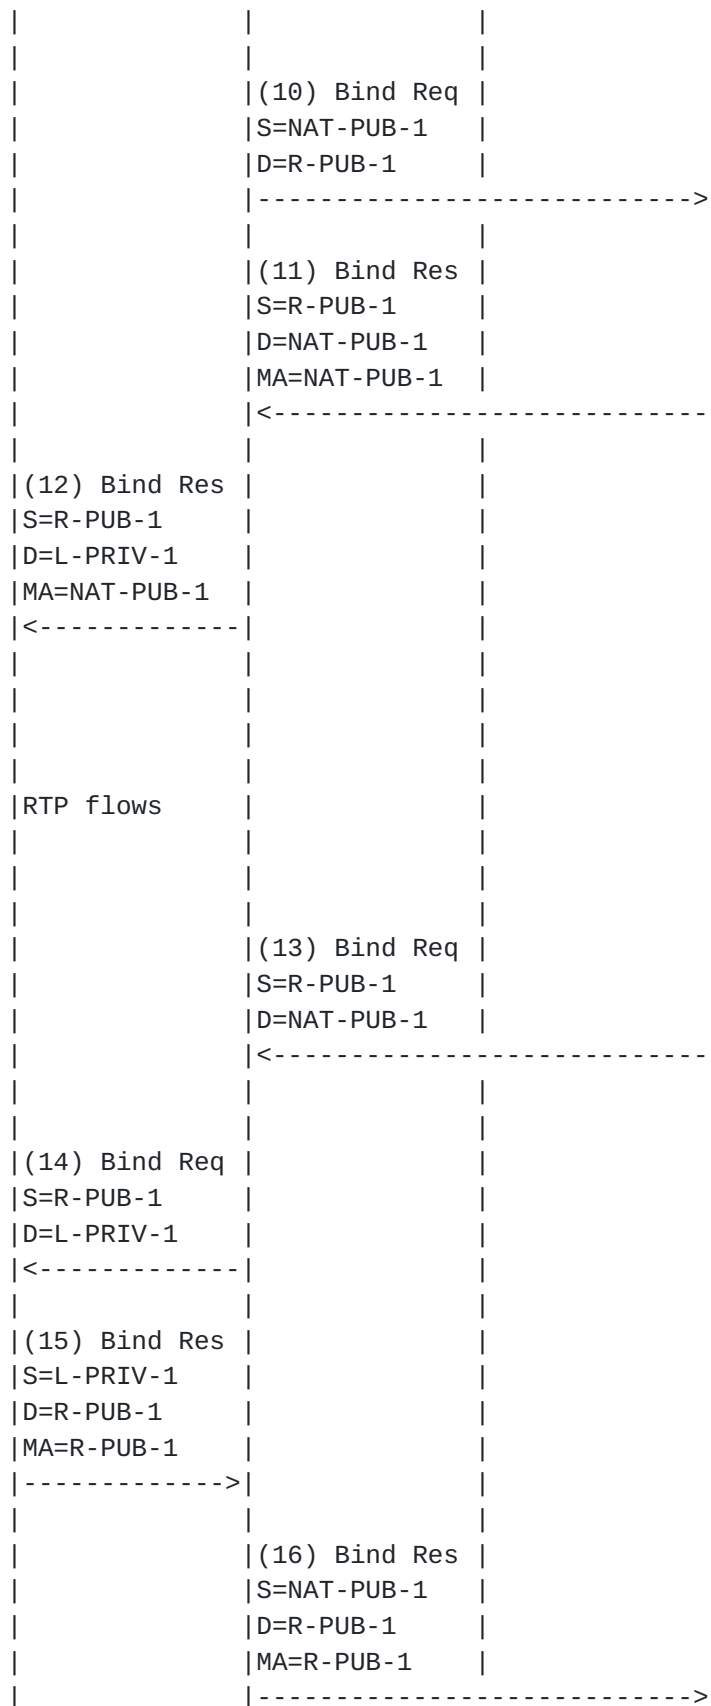 |              |              |
|              |              |
|              |(10) Bind Req |
|              |S=NAT-PUB-1   |
|              |D=R-PUB-1     |
|              |---------------------------->
|              |              |
|              |(11) Bind Res |
|              |S=R-PUB-1     |
|              |D=NAT-PUB-1   |
|              |MA=NAT-PUB-1  |
|              |<----------------------------
|              |              |
|(12) Bind Res |              |
|S=R-PUB-1     |              |
|D=L-PRIV-1    |              |
|MA=NAT-PUB-1  |              |
|<-------------|              |
|              |              |
|              |              |
|              |              |
|              |              |
|RTP flows     |              |
|              |              |
|              |              |
|              |              |
|              |(13) Bind Req |
|              |S=R-PUB-1     |
|              |D=NAT-PUB-1   |
|              |<----------------------------
|              |              |
|              |              |
|(14) Bind Req |              |
|S=R-PUB-1     |              |
|D=L-PRIV-1    |              |
|<-------------|              |
|              |              |
|(15) Bind Res |              |
|S=L-PRIV-1    |              |
|D=R-PUB-1     |              |
|MA=R-PUB-1    |              |
|------------->|              |
|              |              |
|              |(16) Bind Res |
|              |S=NAT-PUB-1   |
|              |D=R-PUB-1     |
|              |MA=R-PUB-1    |
|              |---------------------------->